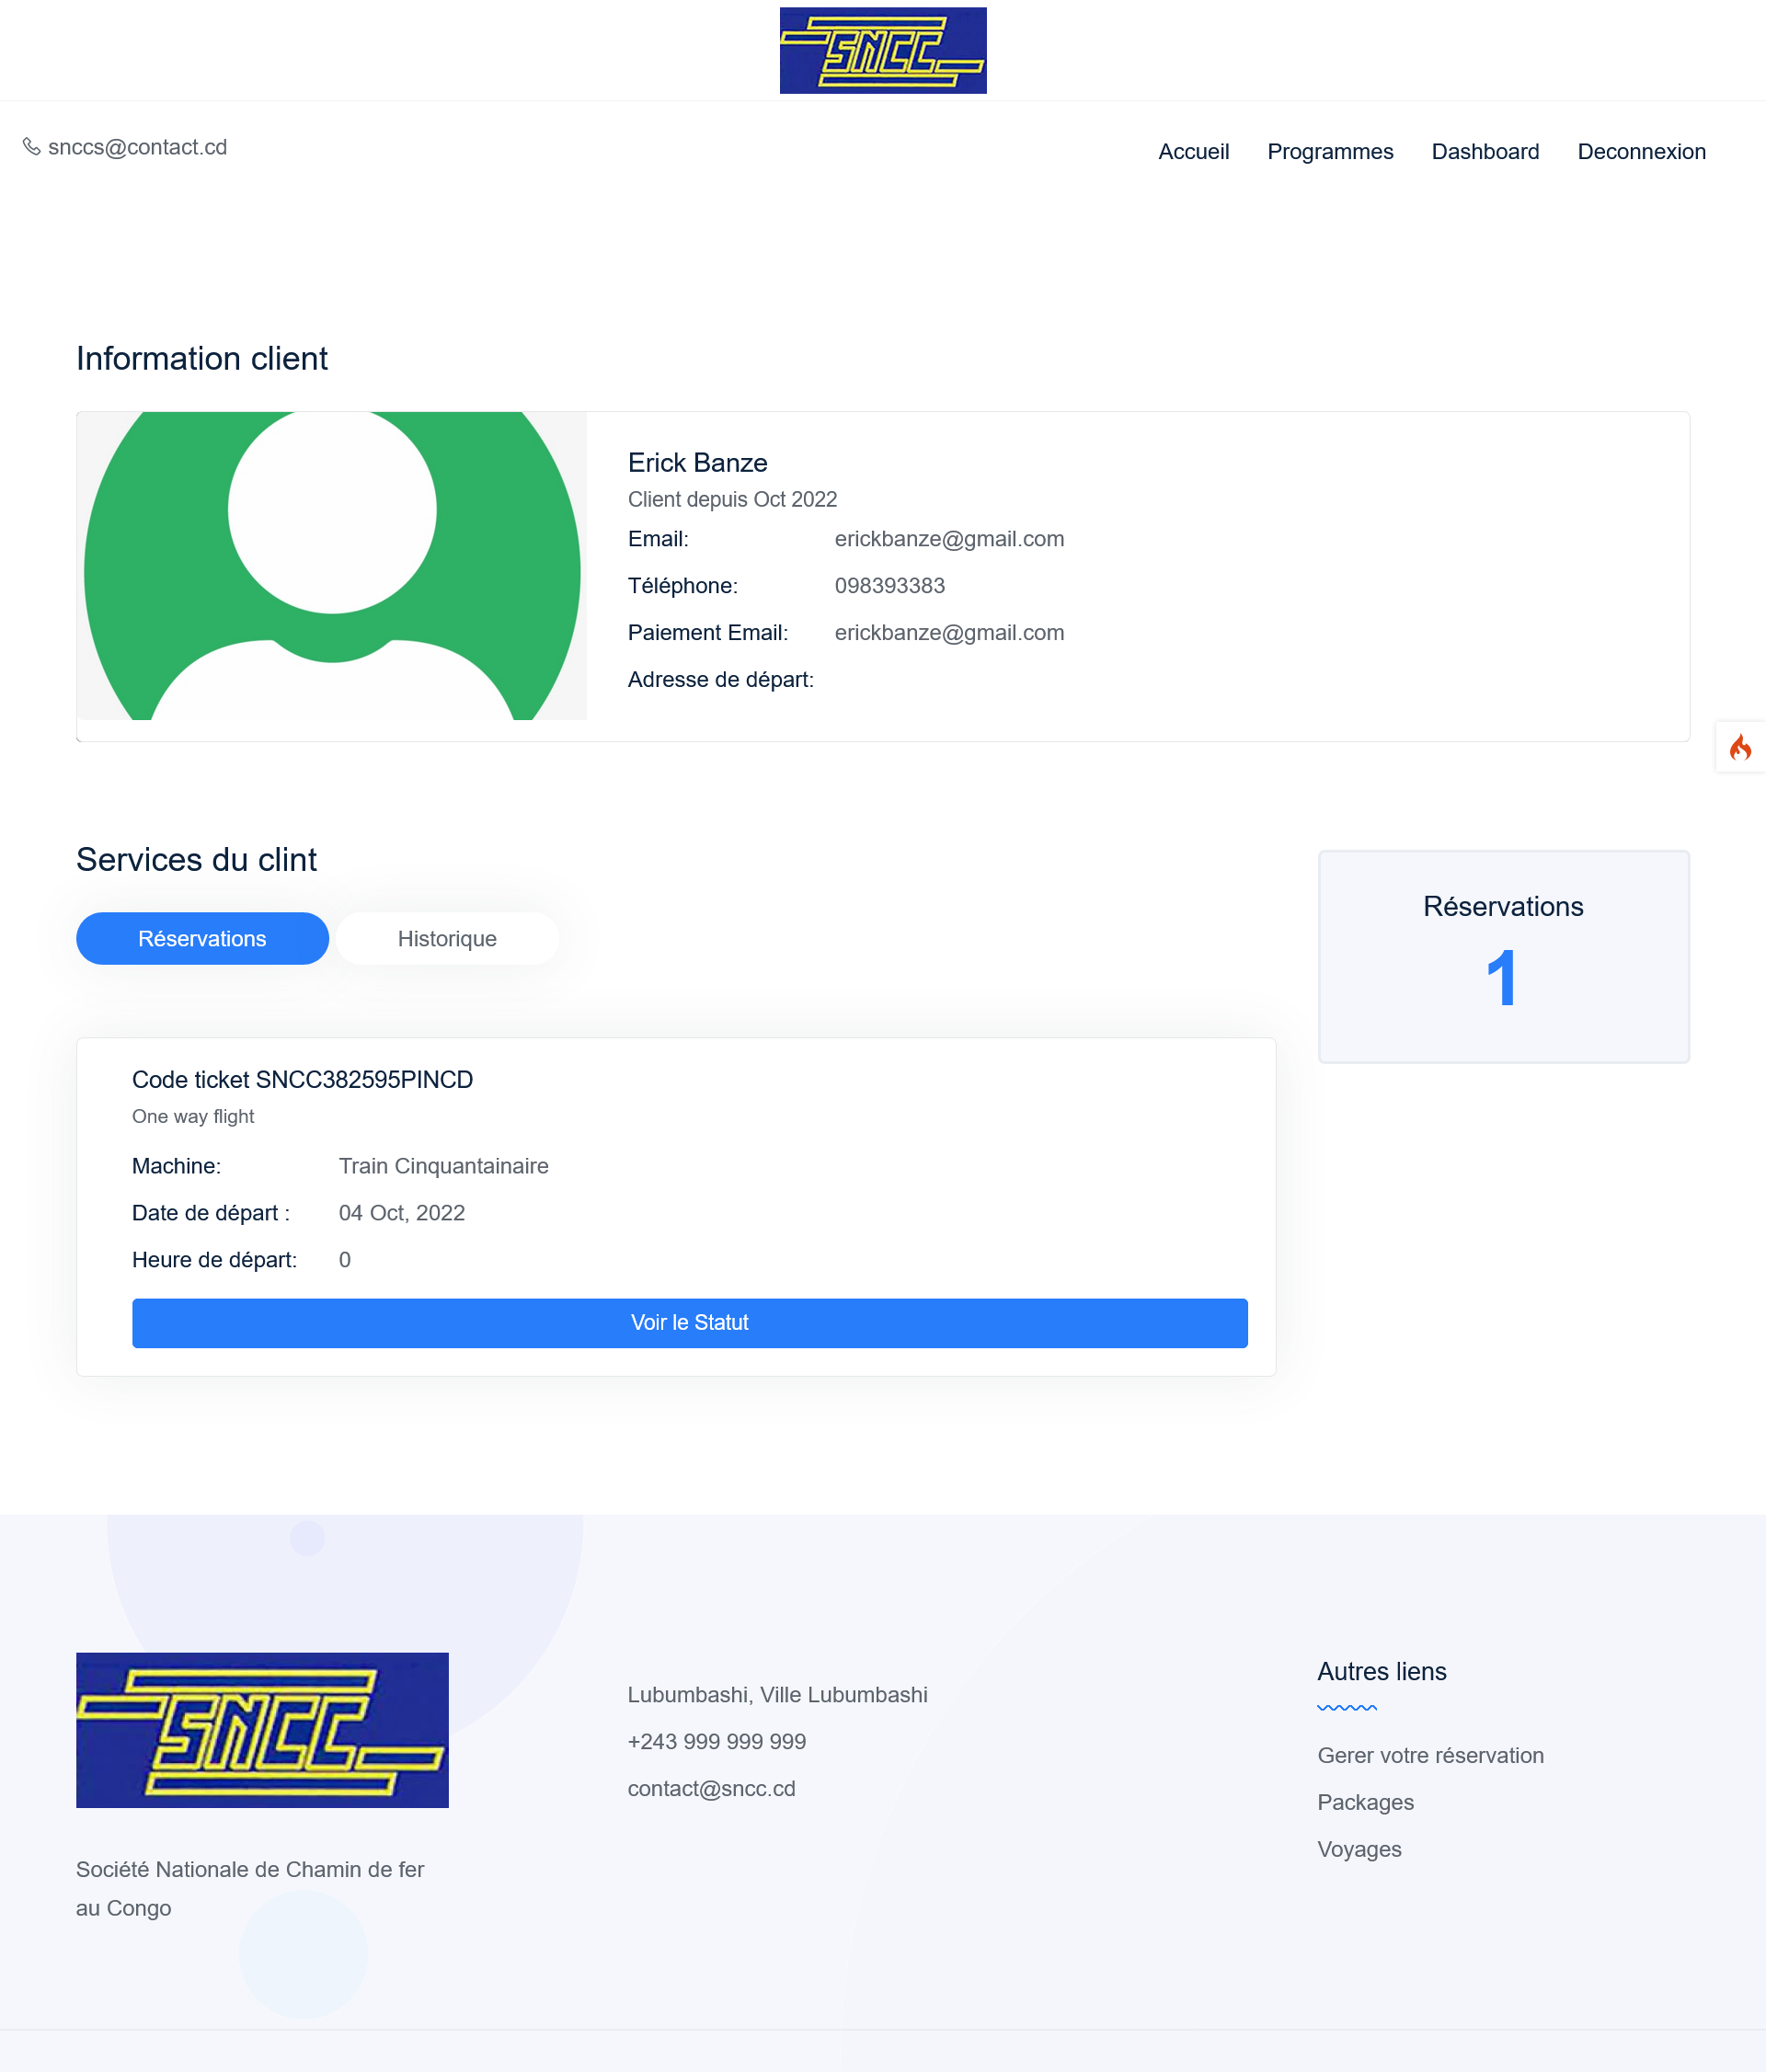 SNCC
snccs@contact.cd
Accueil Programmes Dashboard Deconnexion
Information client
Erick Banze
Client depuis Oct 2022
Email: erickbanze@gmail.com
Téléphone: 098393383
Paiement Email: erickbanze@gmail.com
Adresse de départ:
Services du clint
Réservations Historique
Réservations
1
Code ticket SNCC382595PINCD
One way flight
Machine: Train Cinquantainaire
Date de départ : 04 Oct, 2022
Heure de départ: 0
Voir le Statut
SNCC
Société Nationale de Chamin de fer
au Congo
Lubumbashi, Ville Lubumbashi
+243 999 999 999
contact@sncc.cd
Autres liens
Gerer votre réservation
Packages
Voyages